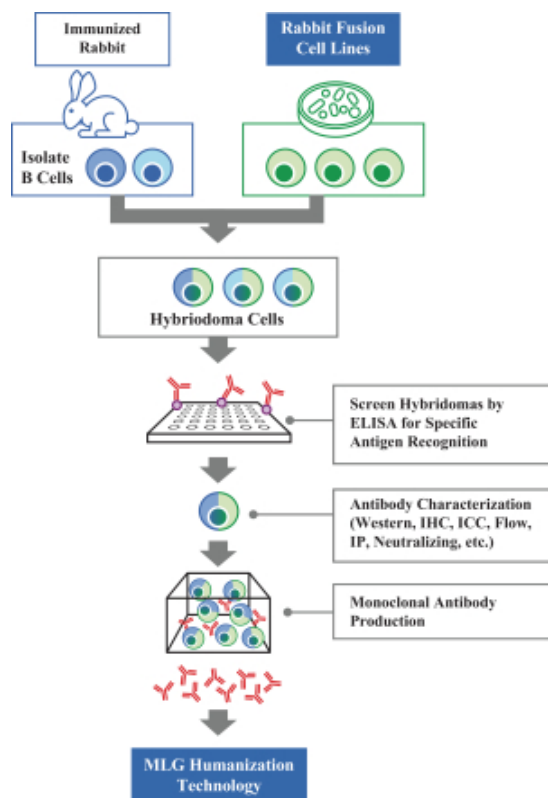 Immunized
Rabbit
Rabbit Fusion
Cell Lines
Isolate
B Cells
Hybriodoma Cells
Screen Hybridomas by
ELISA for Specific
Antigen Recognition
Antibody Characterization
(Western, IHC, ICC, Flow,
IP, Neutralizing, etc.)
Monoclonal Antibody
Production
MLG Humanization
Technology